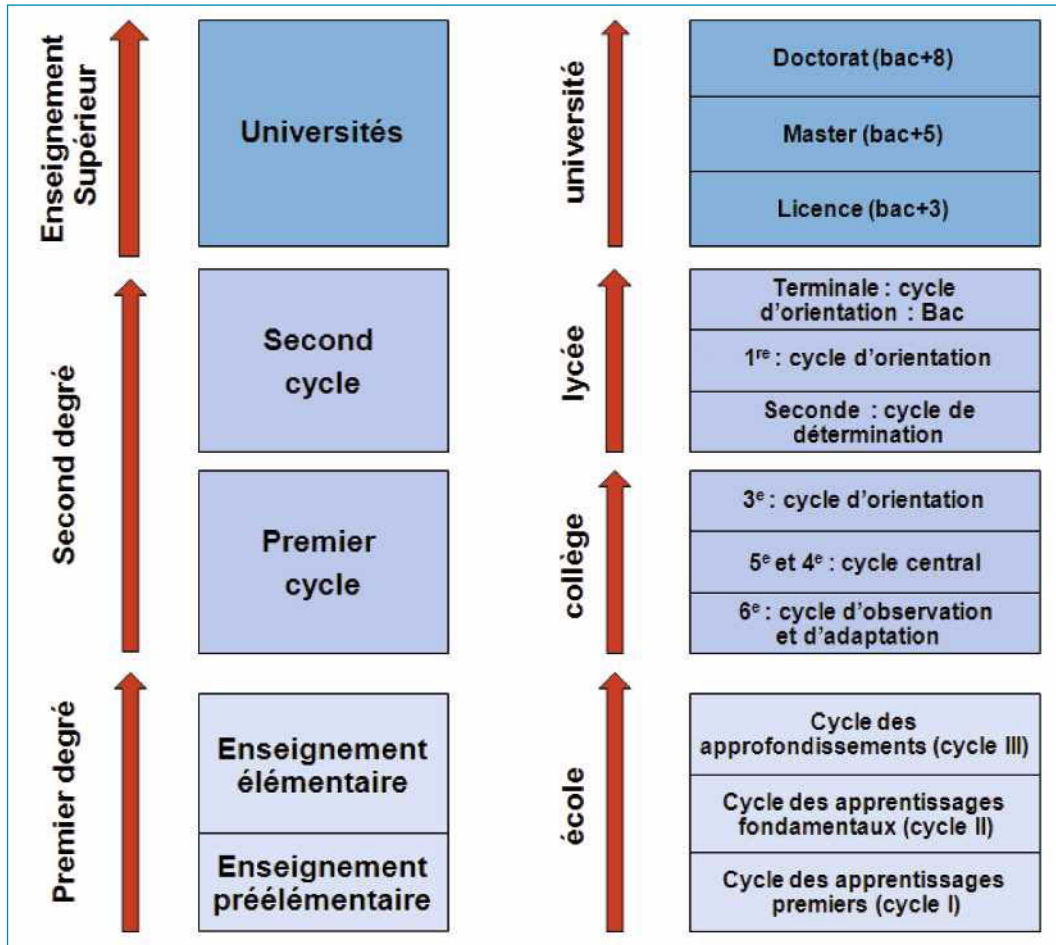 Enseignement
Supérieur
Universités
université
Doctorat (bac+8)
Master (bac+5)
Licence (bac+3)
Second degré
Second
cycle
lycée
Terminale : cycle
d'orientation : Bac
1re : cycle d'orientation
Seconde : cycle de
détermination
Premier
cycle
collège
3e : cycle d'orientation
5e et 4e : cycle central
6e : cycle d'observation
et d'adaptation
Premier degré
Enseignement
élémentaire
Enseignement
préélémentaire
école
Cycle des
approfondissements (cycle III)
Cycle des apprentissages
fondamentaux (cycle II)
Cycle des apprentissages
premiers (cycle I)